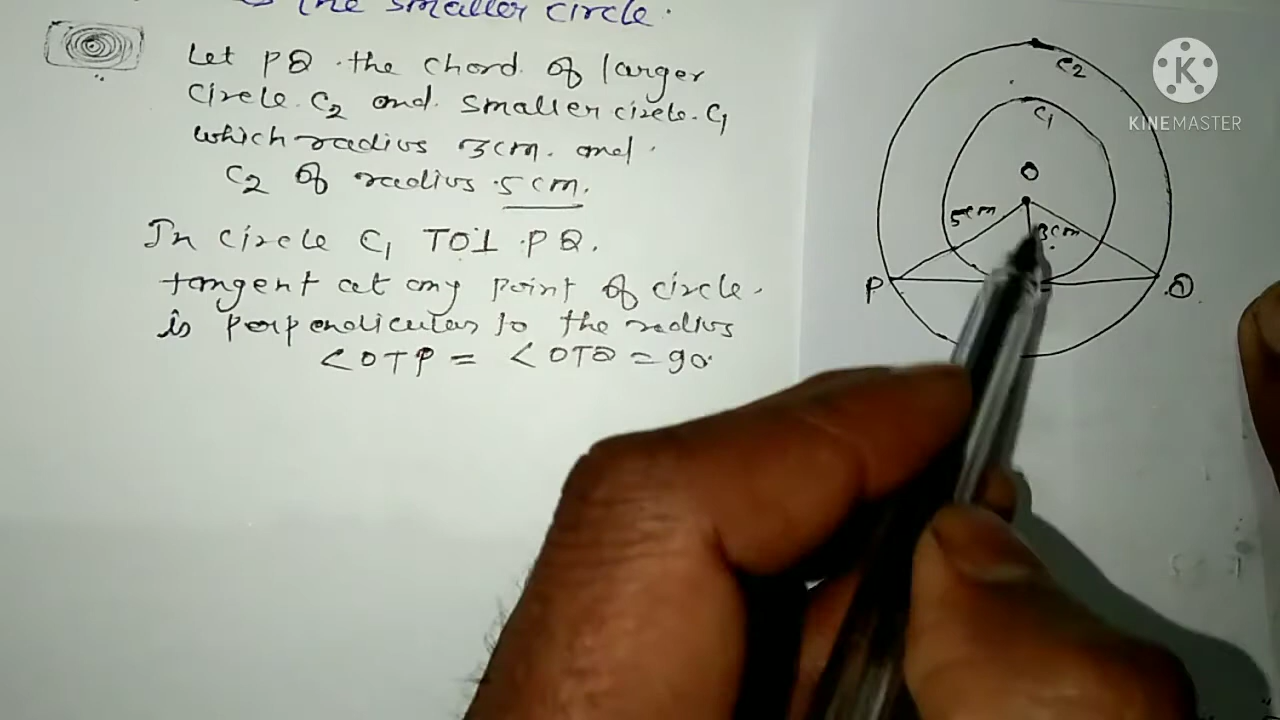 is the smaller circle.
Let PQ the chord of larger
circle C2 and smaller circle C1
which radius 3cm. and
C2 of radius 5cm.
In circle C1 TO⊥ PQ.
tangent at any point of circle.
is perpendicular to the radius
∠OTP = ∠OTQ = 90°
C2
C1
O
5cm
3cm
P
Q
K
KINEMASTER